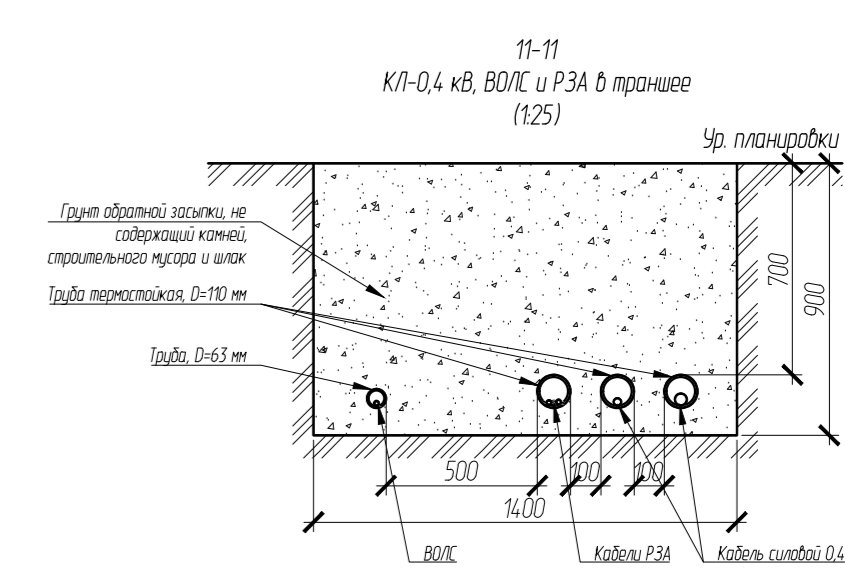 11-11
КЛ-0,4 кВ, ВОЛС и РЗА в траншее
(1:25)
Ур. планировки
Грунт обратной засыпки, не
содержащий камней,
строительного мусора и шлак
Труба термостойкая, D=110 мм
Труба, D=63 мм
700
900
500
100
100
1400
ВОЛС
Кабели РЗА
Кабель силовой 0,4